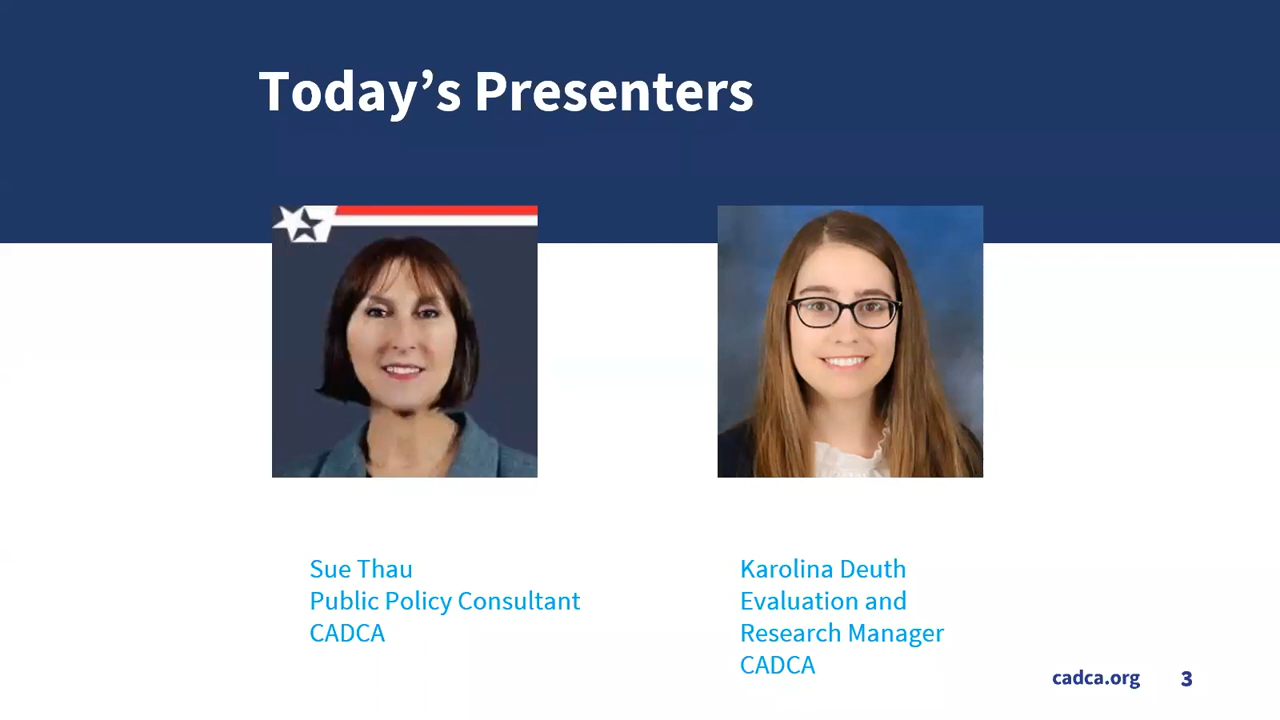 Today’s Presenters
Sue Thau
Public Policy Consultant
CADCA
Karolina Deuth
Evaluation and
Research Manager
CADCA
cadca.org 3